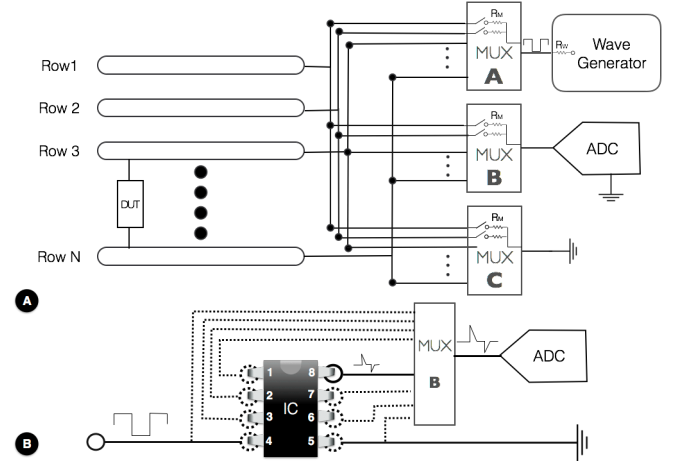 Row1
Row 2
Row 3
Row N
DUT
RM
MUX
A
RW
Wave
Generator
RM
MUX
B
ADC
RM
MUX
C
A
MUX
B
ADC
IC
1
2
3
4
8
7
6
5
B